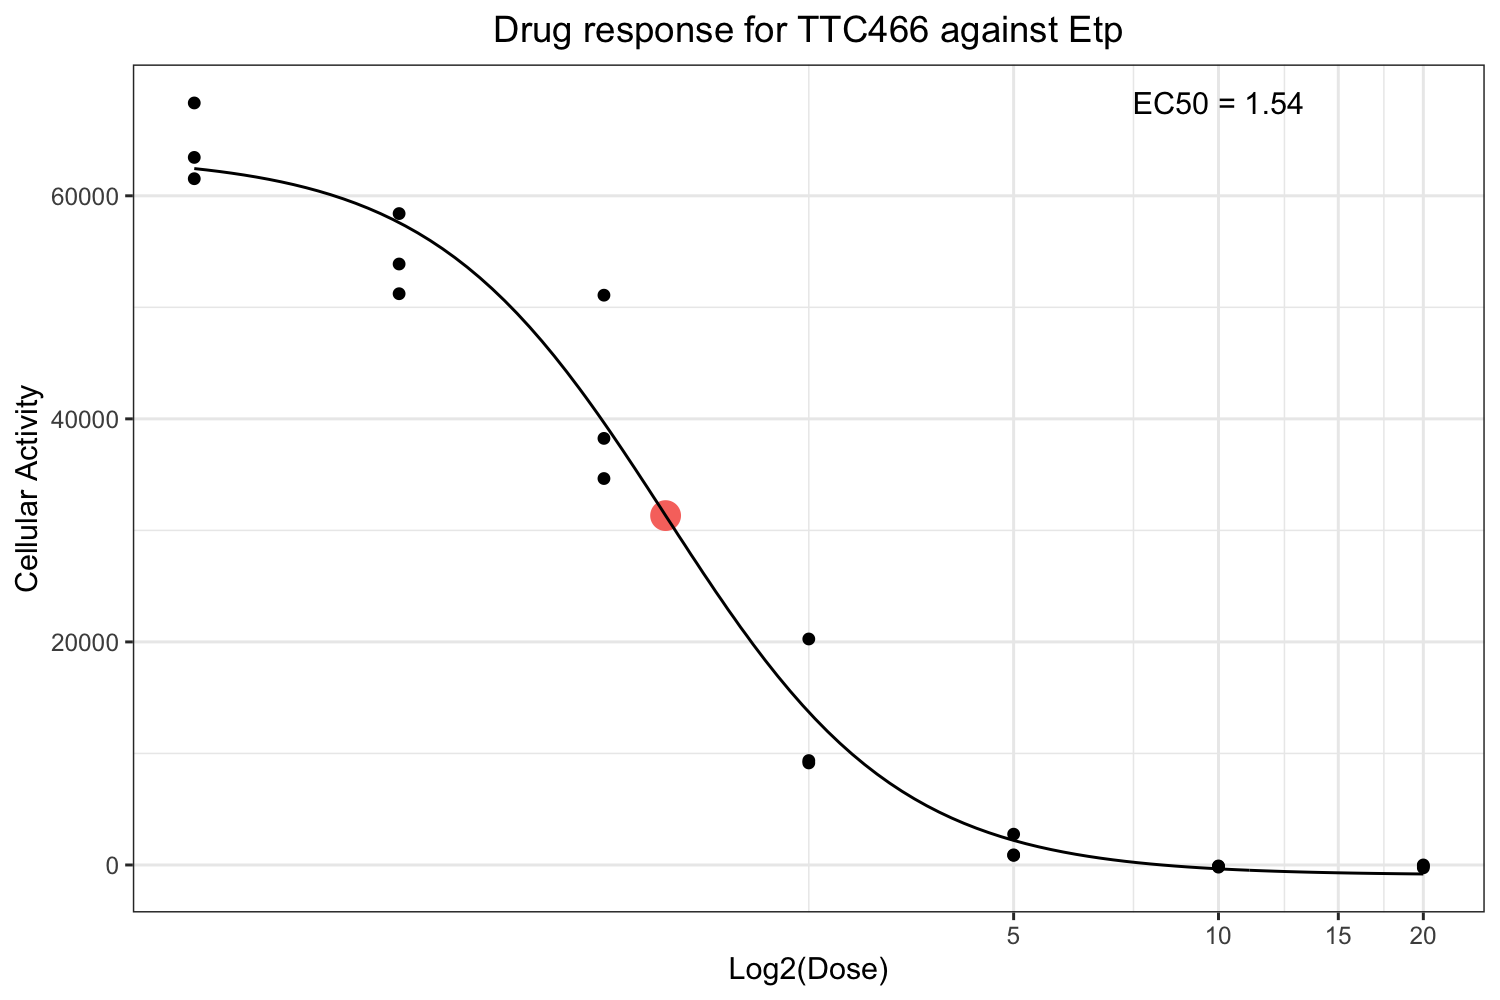 Drug response for TTC466 against Etp
EC50 = 1.54
Cellular Activity
60000
40000
20000
0
5 10 15 20
Log2(Dose)